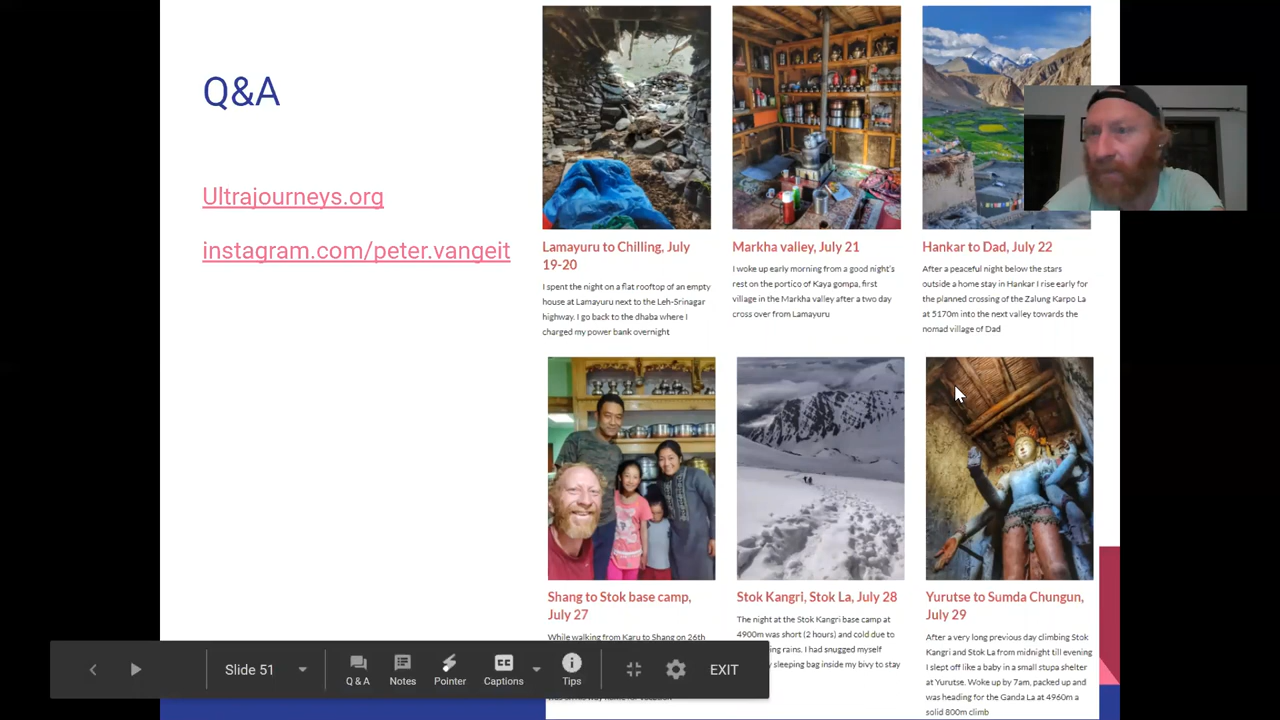 Q&A
Ultrajourneys.org
instagram.com/peter.vangeit
Lamayuru to Chilling, July
19-20
I spent the night on a flat rooftop of an empty
house at Lamayuru next to the Leh-Srinagar
highway. I go back to the dhaba where I
charged my power bank overnight
Markha valley, July 21
I woke up early morning from a good night's
rest on the portico of Kaya gompa, first
village in the Markha valley after a two day
cross over from Lamayuru
Hankar to Dad, July 22
After a peaceful night below the stars
outside a home stay in Hankar I rise early for
the planned crossing of the Zalung Karpo La
at 5170m into the next valley towards the
nomad village of Dad
Shang to Stok base camp,
July 27
While walking from Karu to Shang on 26th
Stok Kangri, Stok La, July 28
The night at the Stok Kangri base camp at
4900m was short (2 hours) and cold due to
rains. I had snugged myself
sleeping bag inside my bivy to stay
Yurutse to Sumda Chungun,
July 29
After a very long previous day climbing Stok
Kangri and Stok La from midnight till evening
I slept off like a baby in a small stupa shelter
at Yurutse. Woke up by 7am, packed up and
was heading for the Ganda La at 4960m a
solid 800m climb
Slide 51
Q & A
Notes
Pointer
CC
Captions
Tips
EXIT